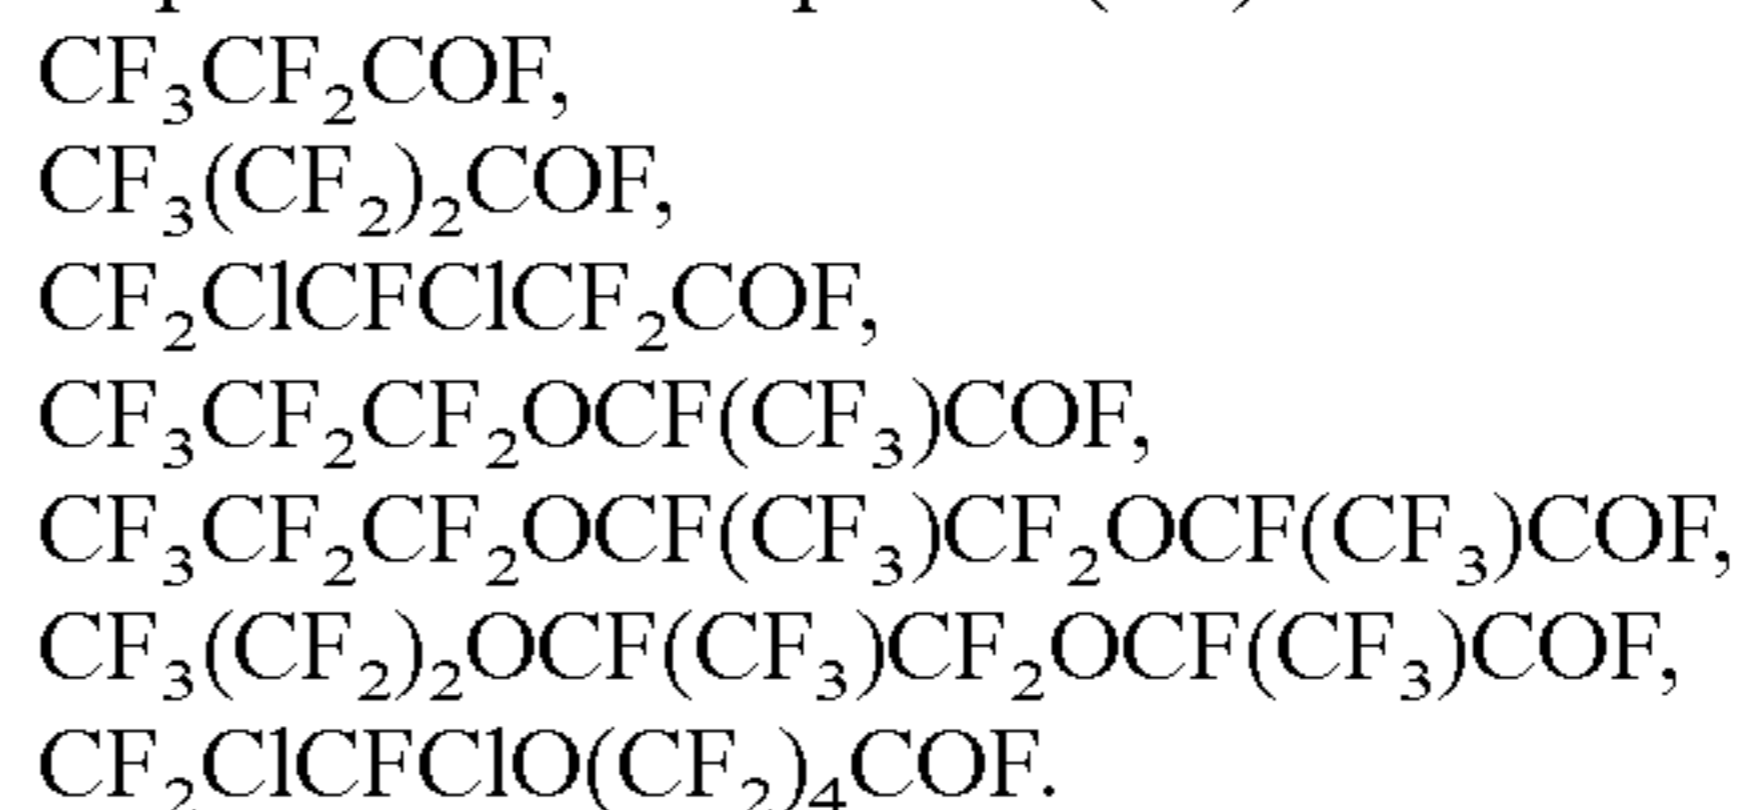 CF₃CF₂COF,
CF₃(CF₂)₂COF,
CF₂ClCFClCF₂COF,
CF₃CF₂CF₂OCF(CF₃)COF,
CF₃CF₂CF₂OCF(CF₃)CF₂OCF(CF₃)COF,
CF₃(CF₂)₂OCF(CF₃)CF₂OCF(CF₃)COF,
CF₂ClCFClO(CF₂)₄COF.